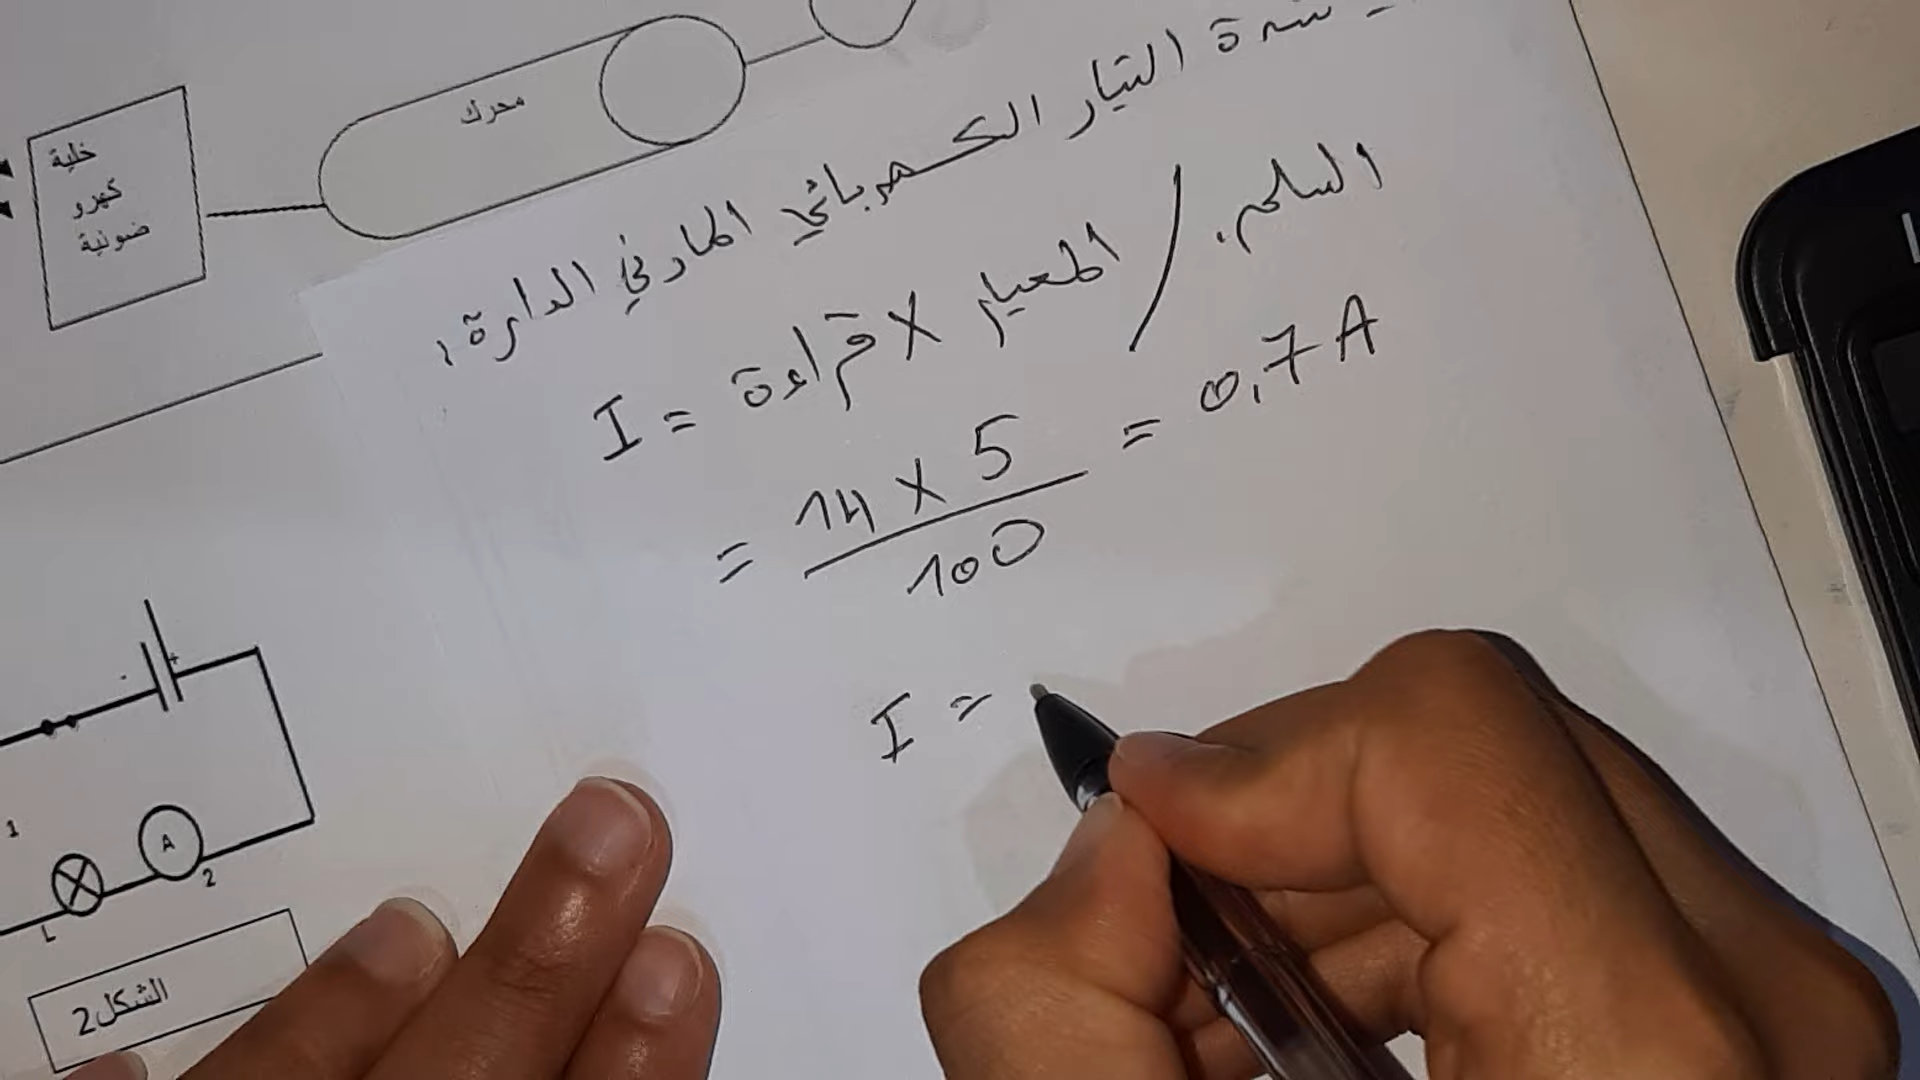 محرك
خلية
كهرو
ضوئية
شدة التيار الكهربائي المار في الدارة،
I = قراءة X المعيار / السلم.
= 14 x 5 / 100 = 0,7 A
I =
+
-
1
A
2
L
الشكل2